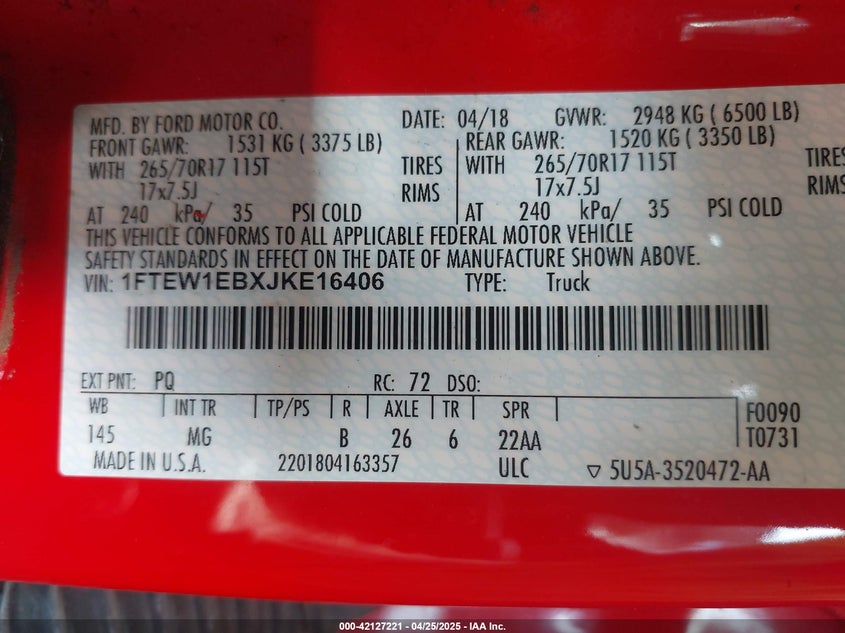 MFD. BY FORD MOTOR CO. DATE: 04/18 GVWR: 2948 KG ( 6500 LB)
FRONT GAWR: 1531 KG ( 3375 LB) REAR GAWR: 1520 KG ( 3350 LB)
WITH 265/70R17 115T TIRES WITH 265/70R17 115T TIRES
17x7.5J RIMS 17x7.5J RIMS
AT 240 kPa/ 35 PSI COLD AT 240 kPa/ 35 PSI COLD
THIS VEHICLE CONFORMS TO ALL APPLICABLE FEDERAL MOTOR VEHICLE
SAFETY STANDARDS IN EFFECT ON THE DATE OF MANUFACTURE SHOWN ABOVE.
VIN: 1FTEW1EBXJKE16406 TYPE: Truck
EXT PNT: PQ RC: 72 DSO:
WB INT TR TP/PS R AXLE TR SPR F0090
145 MG B 26 6 22AA T0731
MADE IN U.S.A. 2201804163357 ULC ▽ 5U5A-3520472-AA
000-42127221 - 04/25/2025 - IAA Inc.